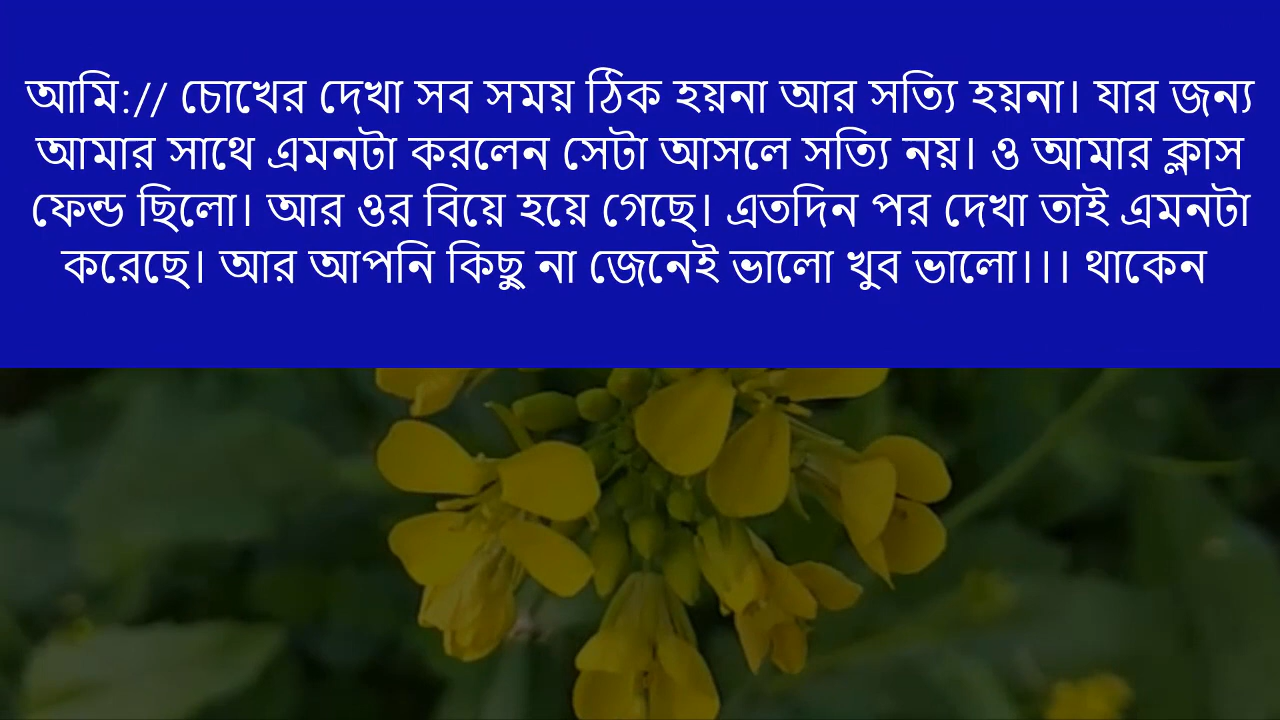 আমি:// চোখের দেখা সব সময় ঠিক হয়না আর সত্যি হয়না। যার জন্য
আমার সাথে এমনটা করলেন সেটা আসলে সত্যি নয়। ও আমার ক্লাস
ফেন্ড ছিলো। আর ওর বিয়ে হয়ে গেছে। এতদিন পর দেখা তাই এমনটা
করেছে। আর আপনি কিছু না জেনেই ভালো খুব ভালো।।। থাকেন